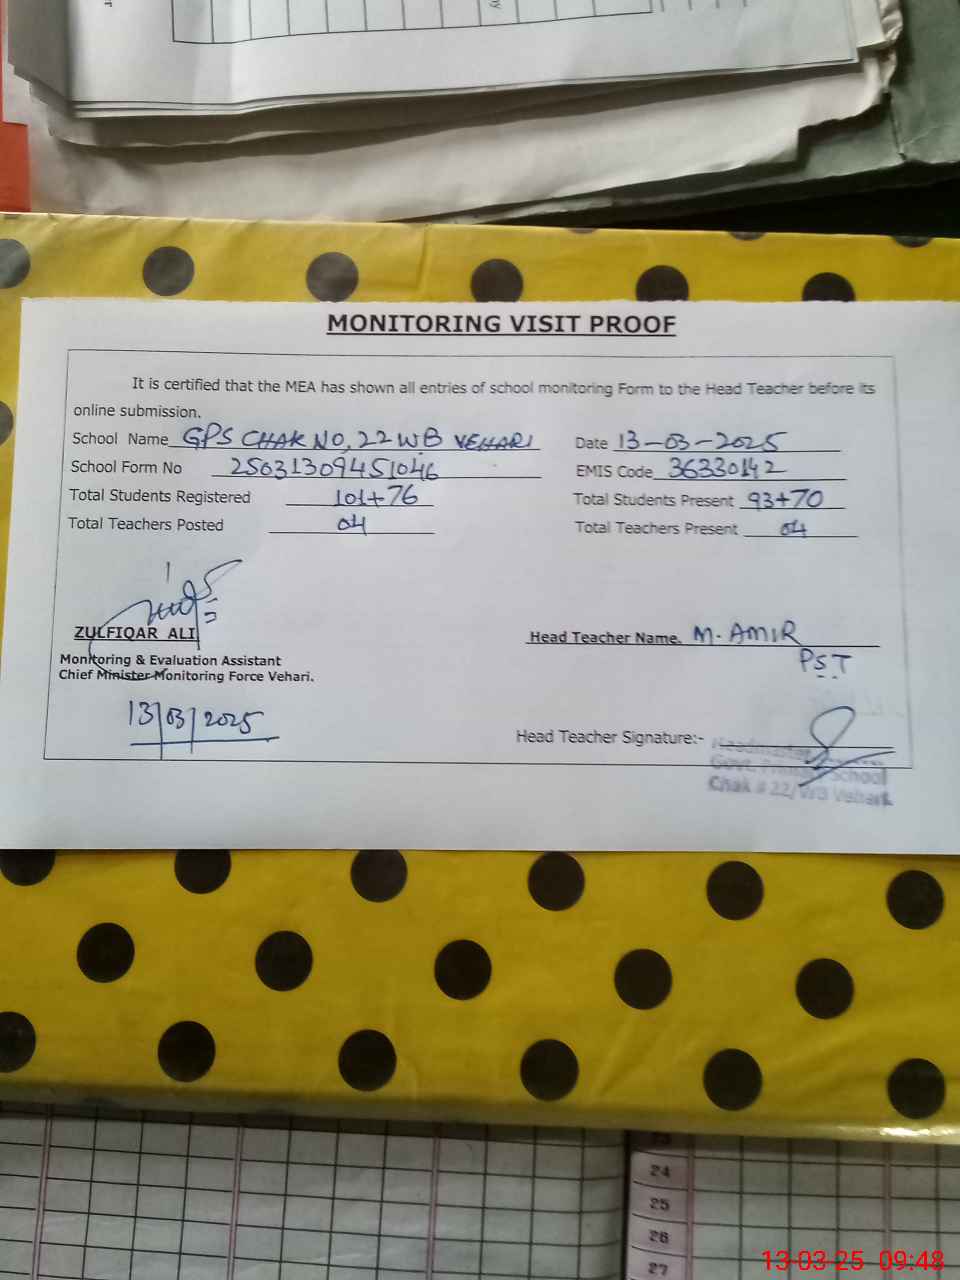 MONITORING VISIT PROOF
It is certified that the MEA has shown all entries of school monitoring Form to the Head Teacher before its
online submission.
School Name GPS CHAK NO, 22 WB VEHARI Date 13-03-2025
School Form No 25031309451046 EMIS Code 36330142
Total Students Registered 101+76 Total Students Present 93+70
Total Teachers Posted 04 Total Teachers Present 04
ZULFIQAR ALI
Head Teacher Name. M. AMIR
PST
Monitoring & Evaluation Assistant
Chief Minister Monitoring Force Vehari.
13/03/2025
Head Teacher Signature:-
Headmaster
Govt. Primary School
Chak # 22/WB Vehari
23
24
25
26
27
13-03-25 09:48